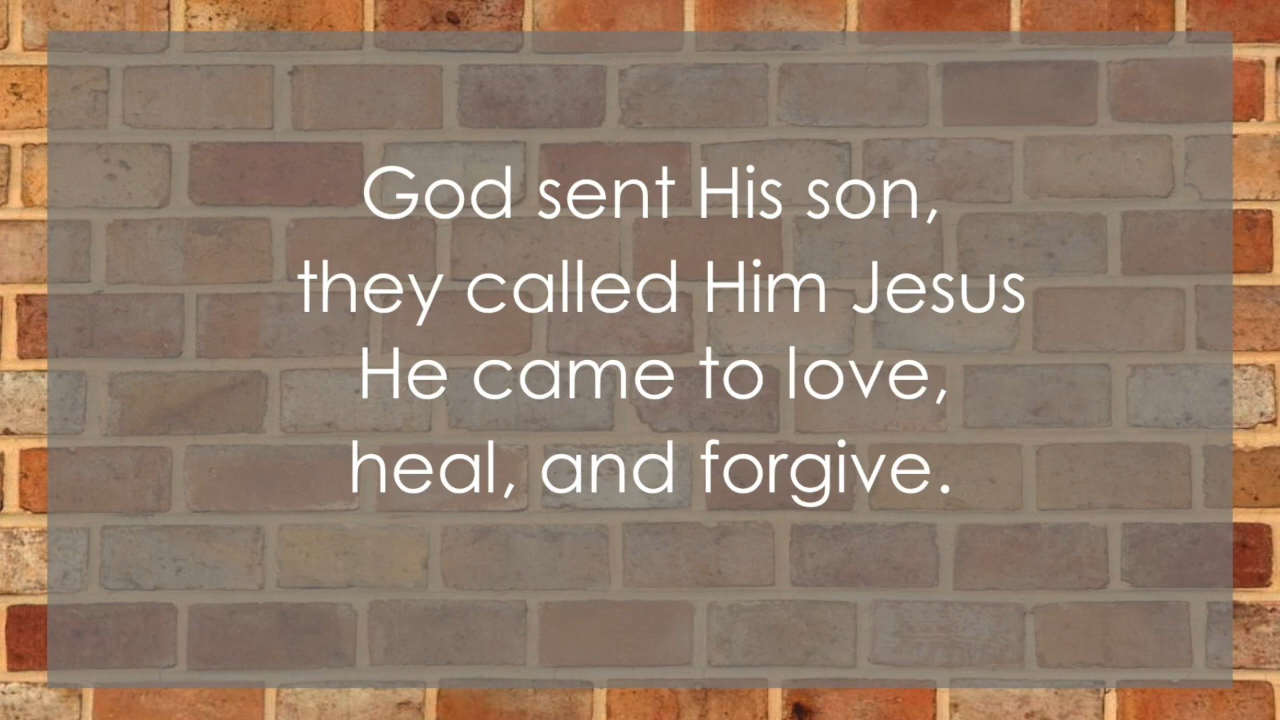 God sent His son,
they called Him Jesus
He came to love,
heal, and forgive.